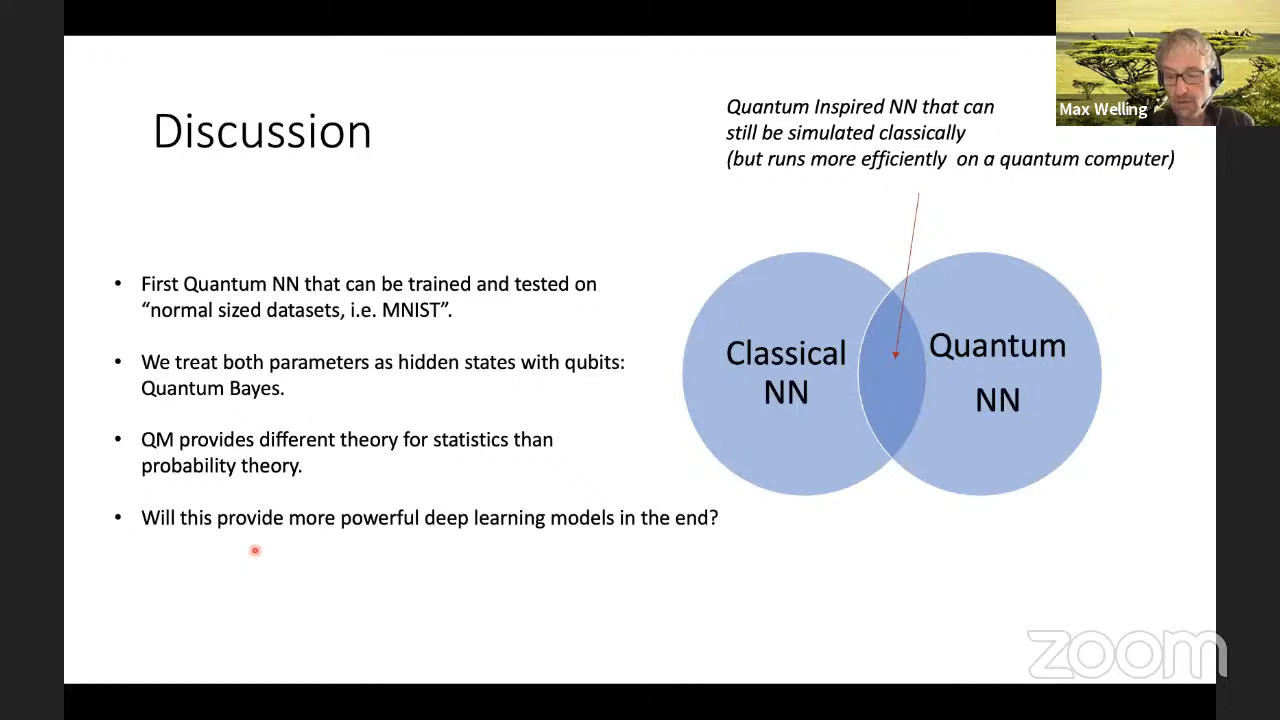 Discussion
Quantum Inspired NN that can
still be simulated classically
(but runs more efficiently on a quantum computer)
Max Welling
• First Quantum NN that can be trained and tested on
“normal sized datasets, i.e. MNIST”.
• We treat both parameters as hidden states with qubits:
Quantum Bayes.
• QM provides different theory for statistics than
probability theory.
• Will this provide more powerful deep learning models in the end?
Classical
NN
Quantum
NN
zoom